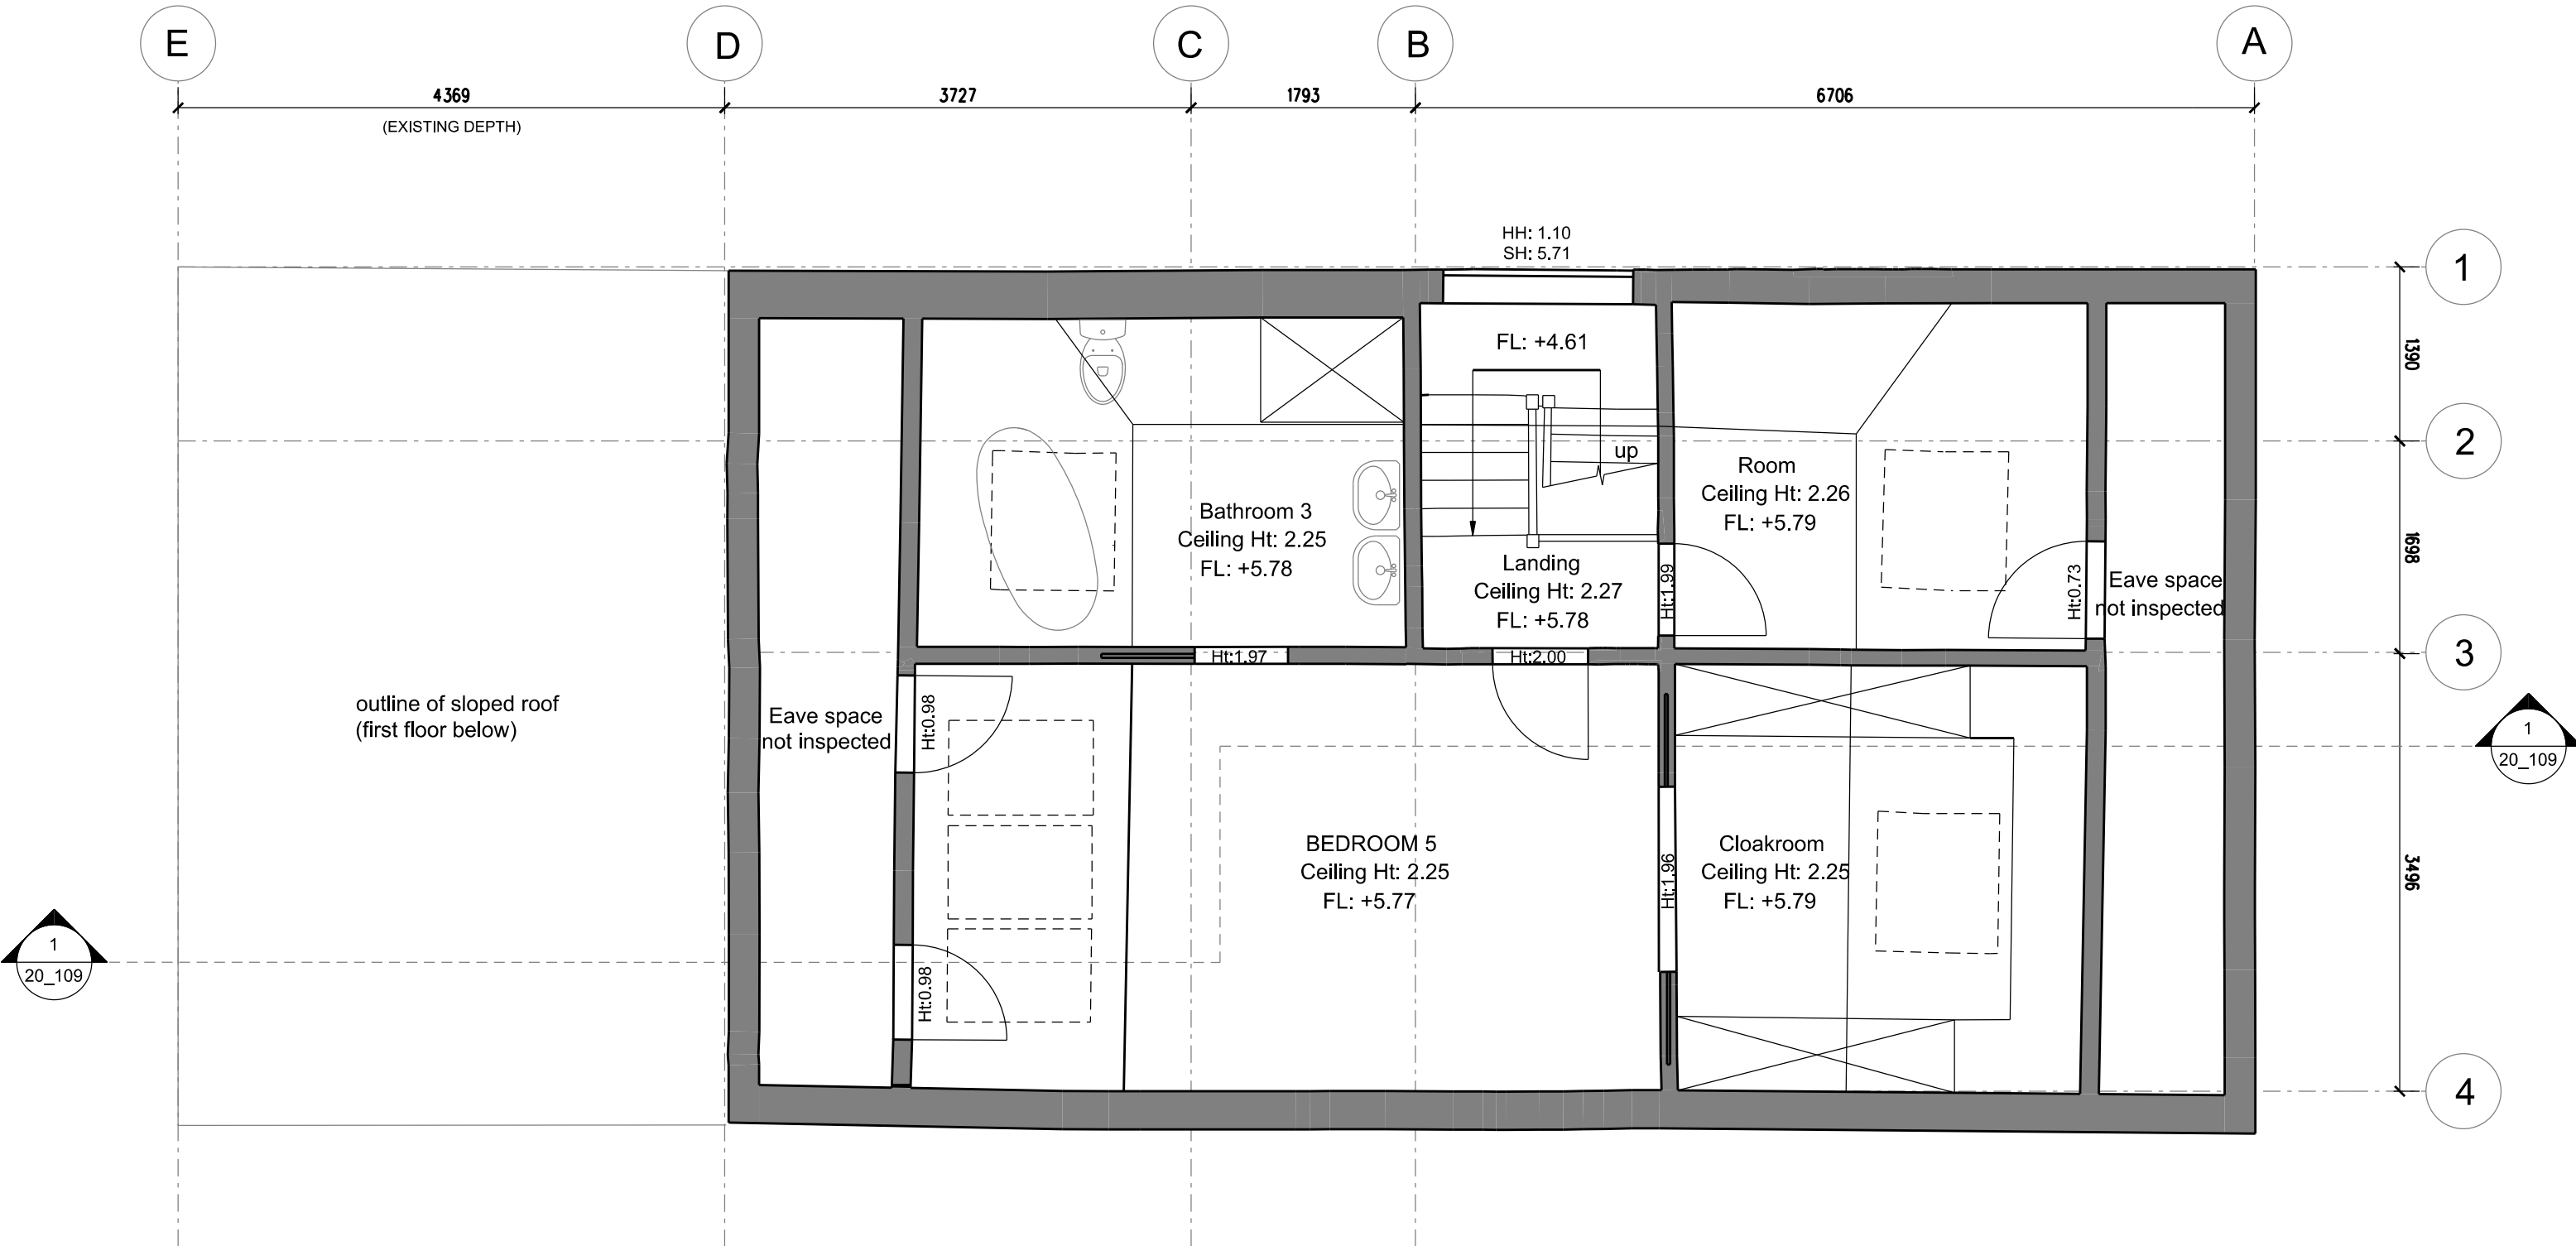 E
D
C
B
A
4369
3727
1793
6706
(EXISTING DEPTH)
HH: 1.10
SH: 5.71
1
2
3
4
1390
1698
3496
FL: +4.61
up
Bathroom 3
Ceiling Ht: 2.25
FL: +5.78
Landing
Ceiling Ht: 2.27
FL: +5.78
Room
Ceiling Ht: 2.26
FL: +5.79
Ht:1.99
Ht:0.73
Eave space
not inspected
Ht:1.97
Ht:2.00
outline of sloped roof
(first floor below)
Eave space
not inspected
Ht:0.98
Ht:0.98
BEDROOM 5
Ceiling Ht: 2.25
FL: +5.77
Ht:1.96
Cloakroom
Ceiling Ht: 2.25
FL: +5.79
1
20_109
1
20_109